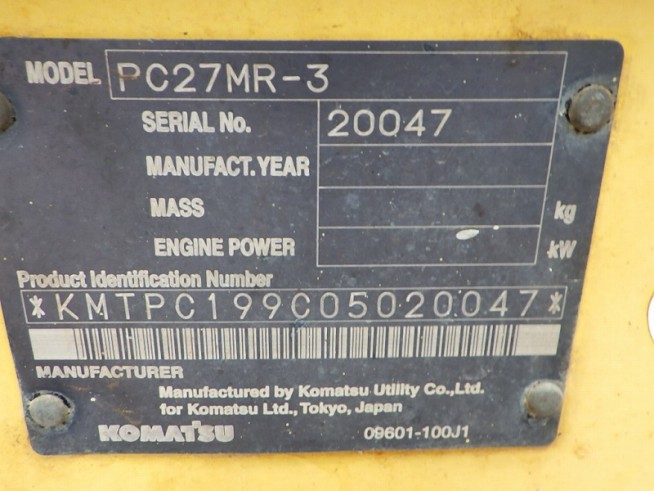 MODEL PC27MR-3
SERIAL No. 20047
MANUFACT.YEAR
MASS kg
ENGINE POWER kW
Product Identification Number
*KMTPC199C05020047*
MANUFACTURER
Manufactured by Komatsu Utility Co.,Ltd.
for Komatsu Ltd., Tokyo, Japan
KOMATSU 09601-100J1